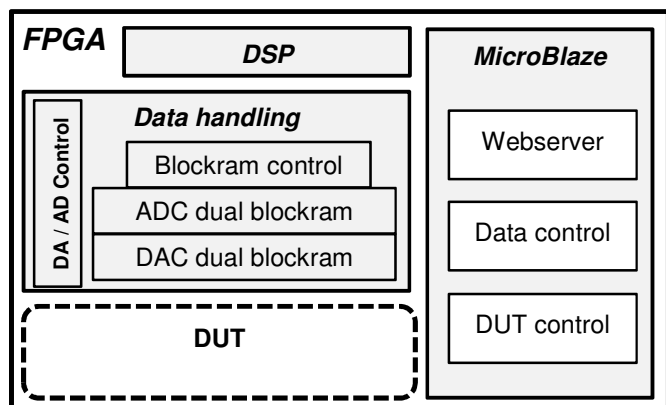 FPGA
DSP
Data handling
DA / AD Control
Blockram control
ADC dual blockram
DAC dual blockram
DUT
MicroBlaze
Webserver
Data control
DUT control